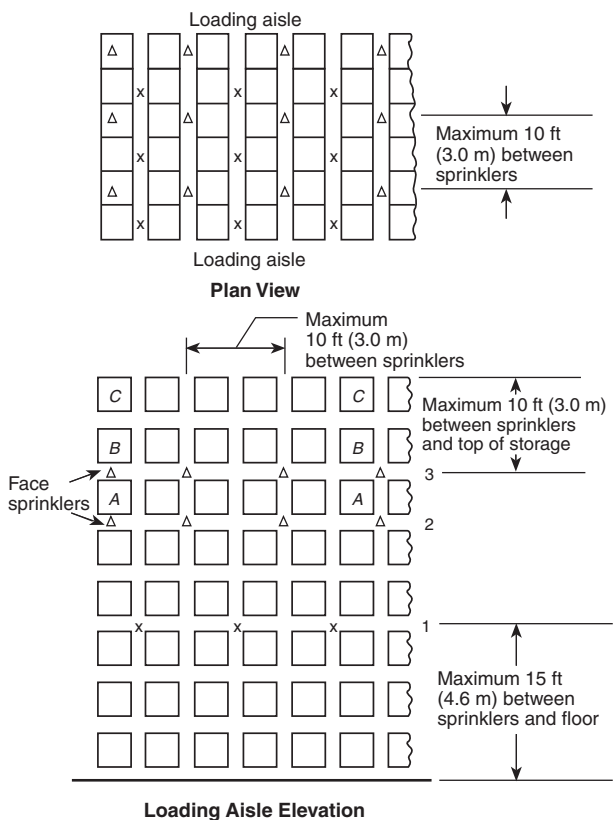 Loading aisle
Δ Δ Δ Δ
x x x
Δ Δ Δ Δ
x x x
Δ Δ Δ Δ
x x x
Maximum 10 ft
(3.0 m) between
sprinklers
Loading aisle
Plan View
Maximum
10 ft (3.0 m)
between sprinklers
C C
Maximum 10 ft (3.0 m)
between sprinklers
and top of storage
B B
Face
sprinklers
Δ Δ Δ Δ 3
A A
Δ Δ Δ Δ 2
x x x 1
Maximum 15 ft
(4.6 m) between
sprinklers and floor
Loading Aisle Elevation